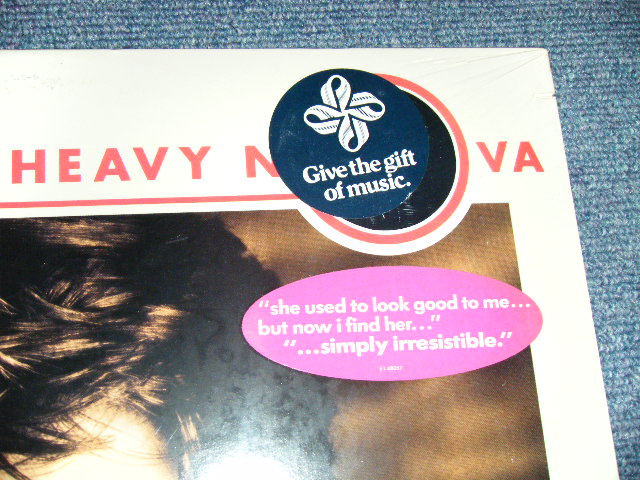 HEAVY N VA
Give the gift
of music.
"she used to look good to me...
but now i find her..."
"...simply irresistible."